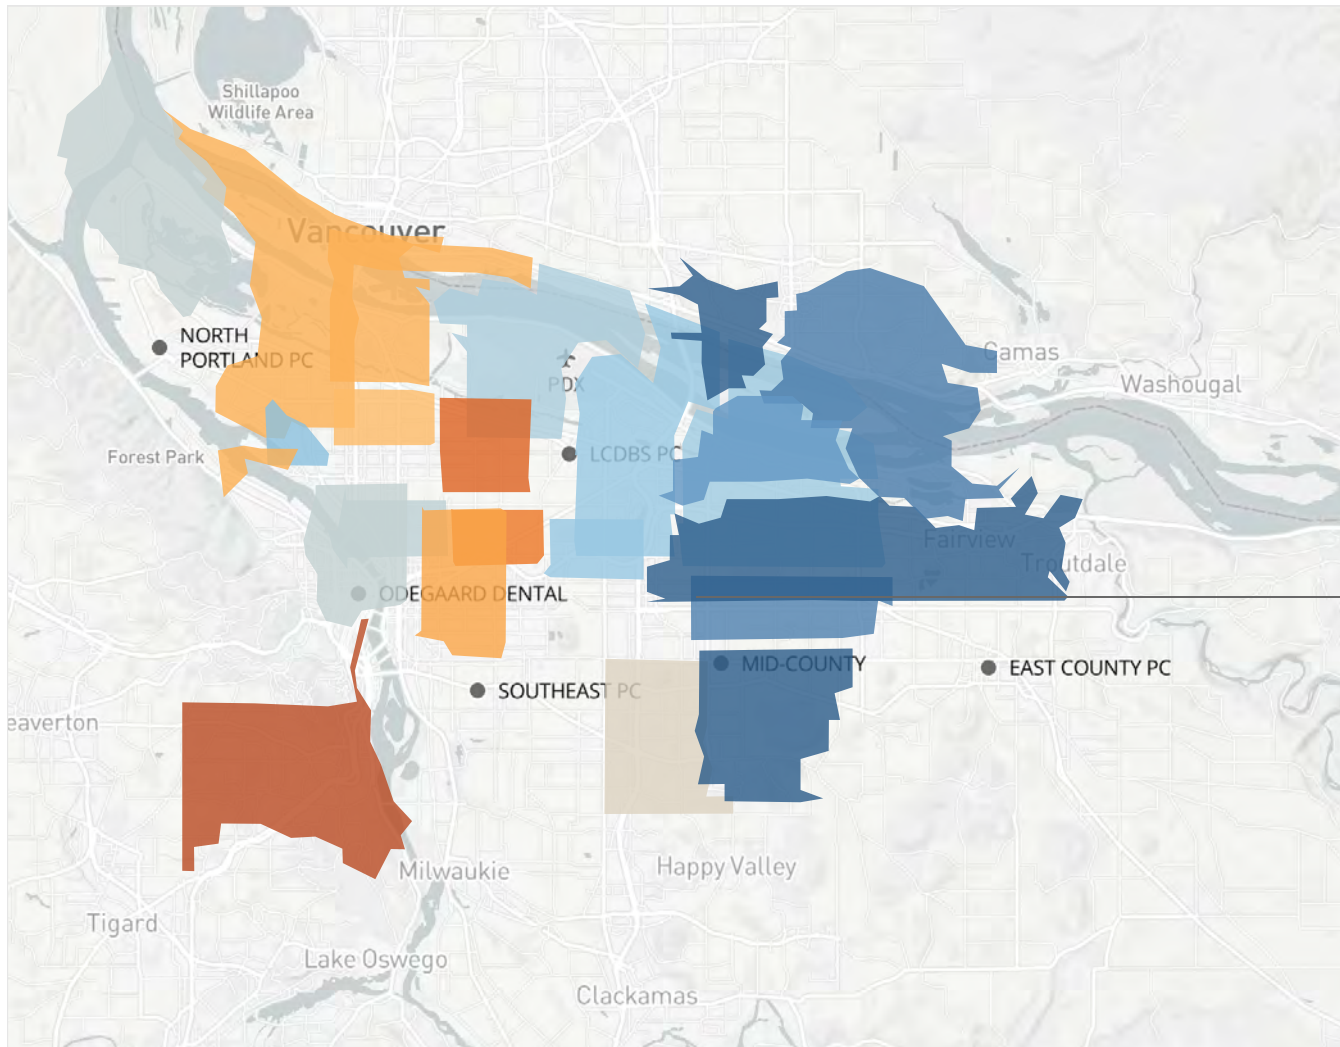 Shillapoo
Wildlife Area
Vancouver
NORTH
PORTLAND PC
Camas
Washougal
PDX
Forest Park
LCDBS PC
Fairview
Troutdale
ODEGAARD DENTAL
MID-COUNTY
EAST COUNTY PC
SOUTHEAST PC
eaverton
Milwaukie
Happy Valley
Tigard
Lake Oswego
Clackamas